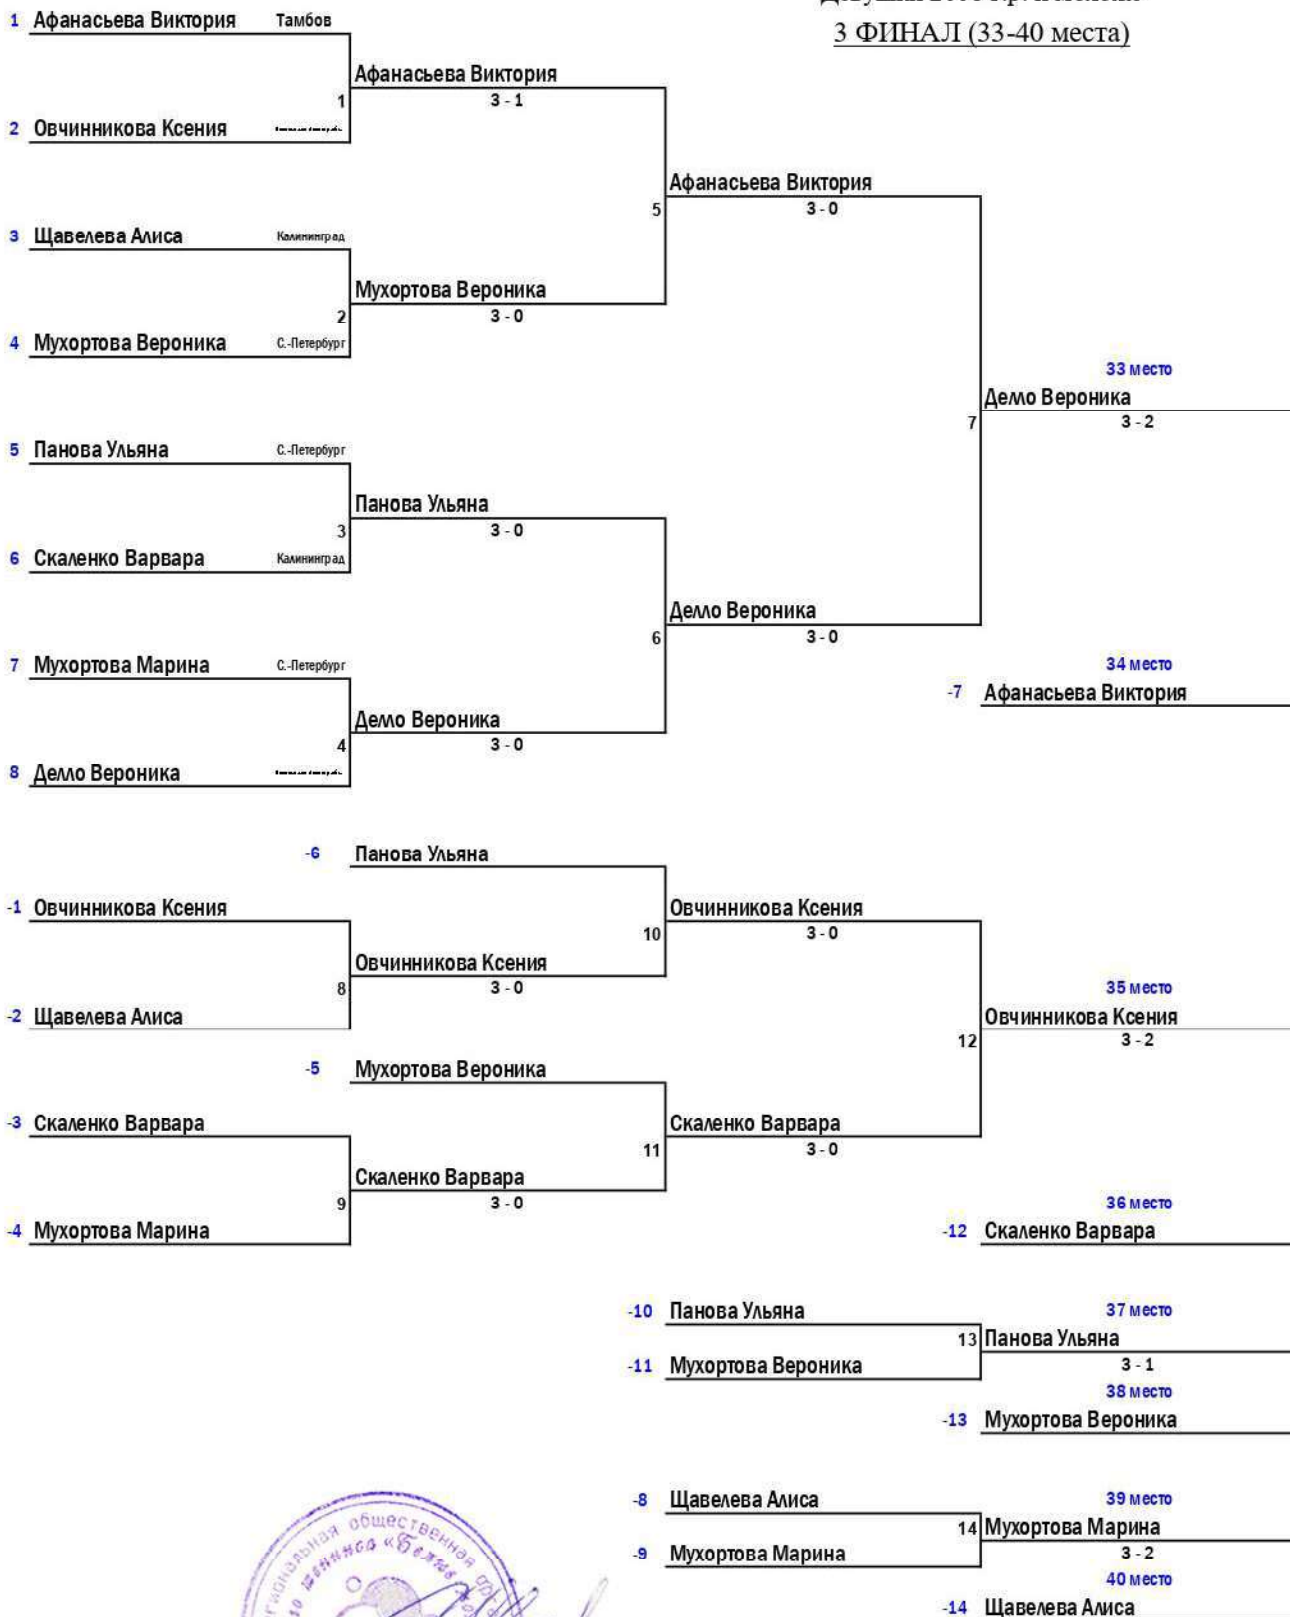 3 ФИНАЛ (33-40 места)
1 Афанасьева Виктория Тамбов
Афанасьева Виктория
1 3 - 1
2 Овчинникова Ксения
Афанасьева Виктория
5 3 - 0
3 Щавелева Алиса Калининград
Мухортова Вероника
2 3 - 0
4 Мухортова Вероника С.-Петербург
33 место
Делло Вероника
7 3 - 2
5 Панова Ульяна С.-Петербург
Панова Ульяна
3 3 - 0
6 Скаленко Варвара Калининград
Делло Вероника
6 3 - 0
7 Мухортова Марина С.-Петербург
34 место
-7 Афанасьева Виктория
Делло Вероника
4 3 - 0
8 Делло Вероника
-6 Панова Ульяна
-1 Овчинникова Ксения
Овчинникова Ксения
10 3 - 0
Овчинникова Ксения
8 3 - 0
35 место
-2 Щавелева Алиса
Овчинникова Ксения
12 3 - 2
-5 Мухортова Вероника
-3 Скаленко Варвара
Скаленко Варвара
11 3 - 0
Скаленко Варвара
9 3 - 0
36 место
-4 Мухортова Марина
-12 Скаленко Варвара
-10 Панова Ульяна
37 место
13 Панова Ульяна
-11 Мухортова Вероника
3 - 1
38 место
-13 Мухортова Вероника
-8 Щавелева Алиса
39 место
14 Мухортова Марина
-9 Мухортова Марина
3 - 2
40 место
-14 Щавелева Алиса
общественная